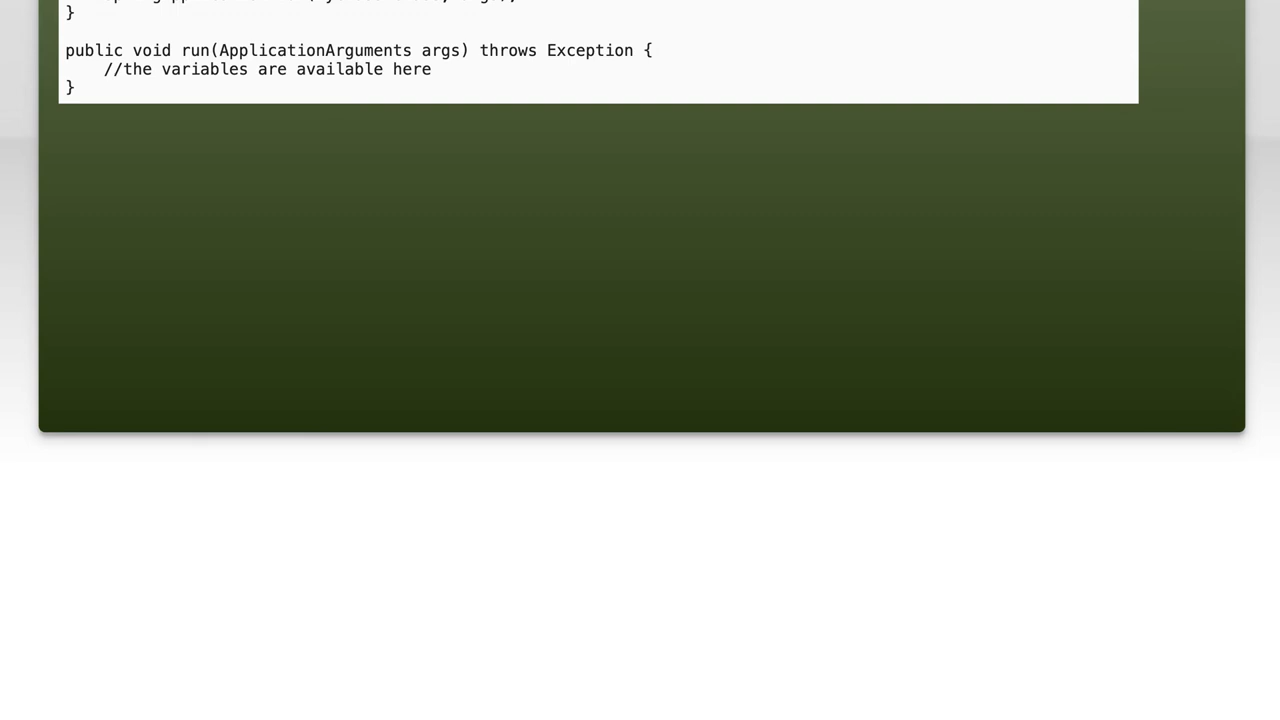 }
public void run(ApplicationArguments args) throws Exception {
//the variables are available here
}